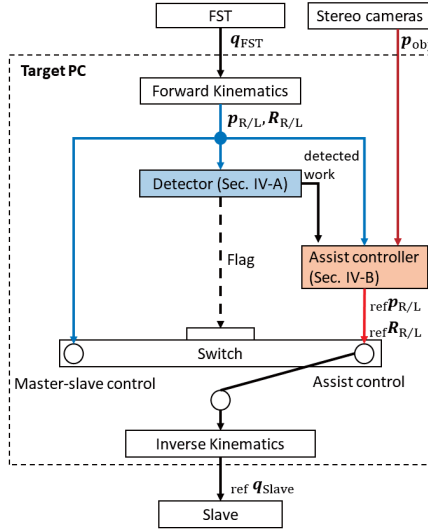 FST
Stereo cameras
q_FST
p_obj
Target PC
Forward Kinematics
p_R/L, R_R/L
detected
work
Detector (Sec. IV-A)
Flag
Assist controller
(Sec. IV-B)
ref p_R/L
ref R_R/L
Switch
Master-slave control
Assist control
Inverse Kinematics
ref q_Slave
Slave